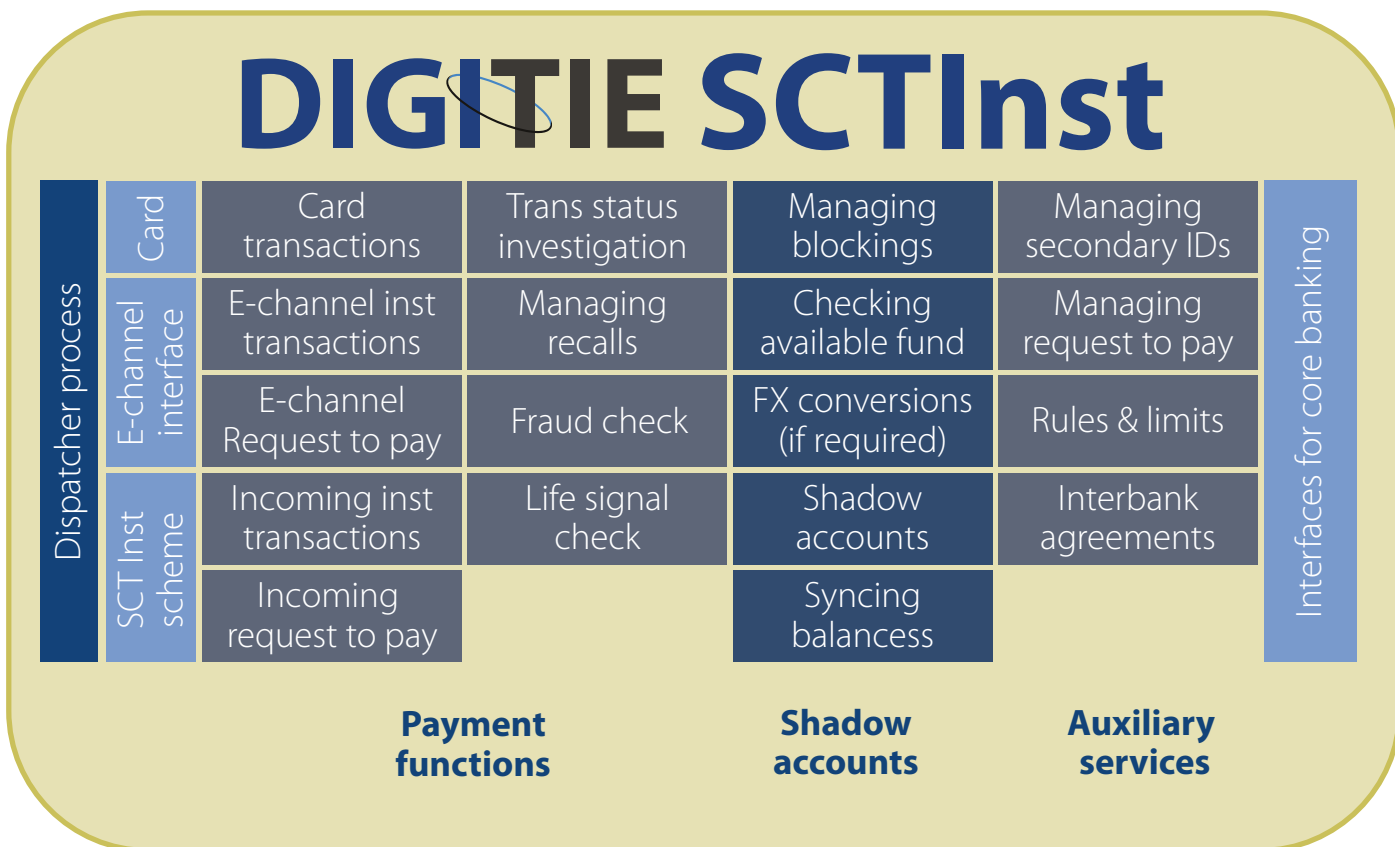 DIGITIE SCTInst
Dispatcher process
Card
E-channel
interface
SCT Inst
scheme
Card
transactions
E-channel inst
transactions
E-channel
Request to pay
Incoming inst
transactions
Incoming
request to pay
Trans status
investigation
Managing
recalls
Fraud check
Life signal
check
Managing
blockings
Checking
available fund
FX conversions
(if required)
Shadow
accounts
Syncing
balancess
Managing
secondary IDs
Managing
request to pay
Rules & limits
Interbank
agreements
Interfaces for core banking
Payment
functions
Shadow
accounts
Auxiliary
services